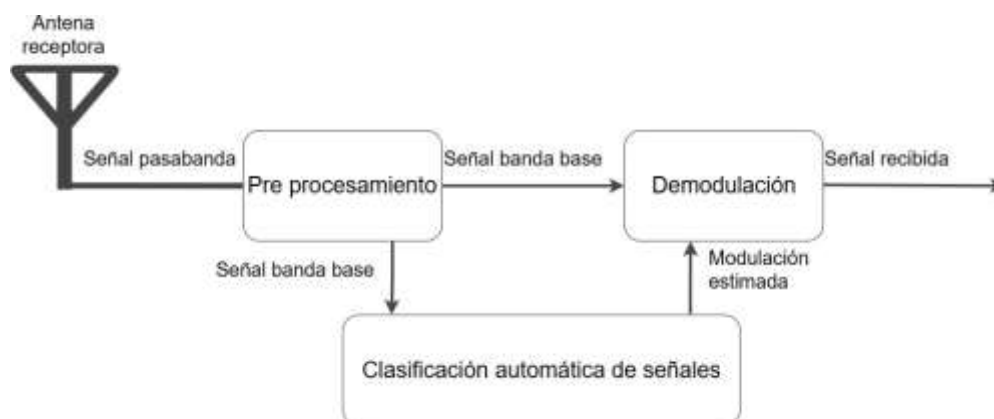 Antena
receptora
Señal pasabanda
Pre procesamiento
Señal banda base
Demodulación
Señal recibida
Señal banda base
Modulación
estimada
Clasificación automática de señales